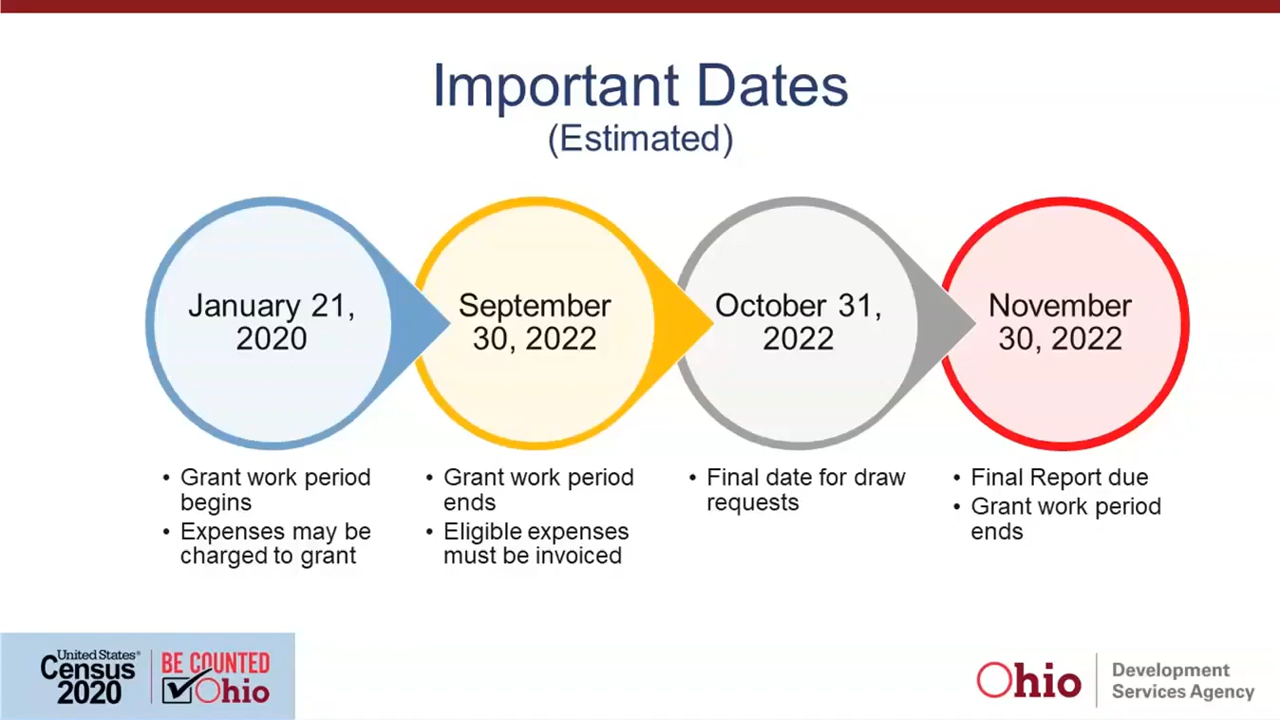 Important Dates
(Estimated)
January 21,
2020
September
30, 2022
October 31,
2022
November
30, 2022
• Grant work period
begins
• Expenses may be
charged to grant
• Grant work period
ends
• Eligible expenses
must be invoiced
• Final date for draw
requests
• Final Report due
• Grant work period
ends
United States®
Census
2020
BE COUNTED
Ohio
Ohio
Development
Services Agency